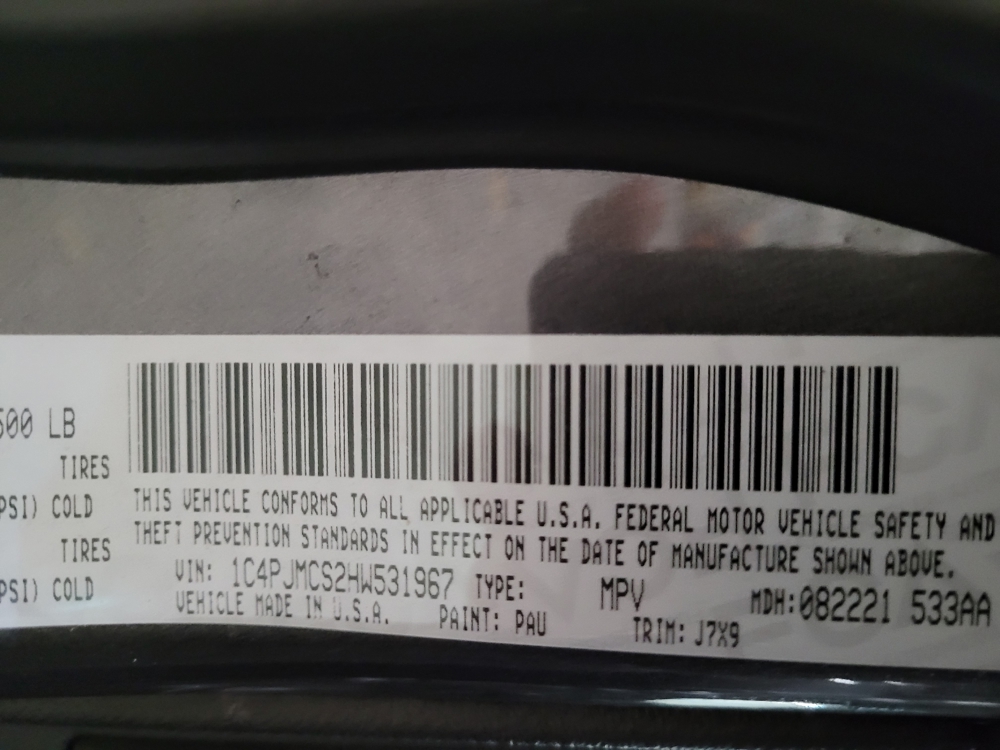 500 LB
TIRES
PSI) COLD
TIRES
PSI) COLD
THIS VEHICLE CONFORMS TO ALL APPLICABLE U.S.A. FEDERAL MOTOR VEHICLE SAFETY AND
THEFT PREVENTION STANDARDS IN EFFECT ON THE DATE OF MANUFACTURE SHOWN ABOVE.
VIN: 1C4PJMCS2HW531967 TYPE: MPV MDH:082221 533AA
VEHICLE MADE IN U.S.A. PAINT: PAU TRIM: J7X9